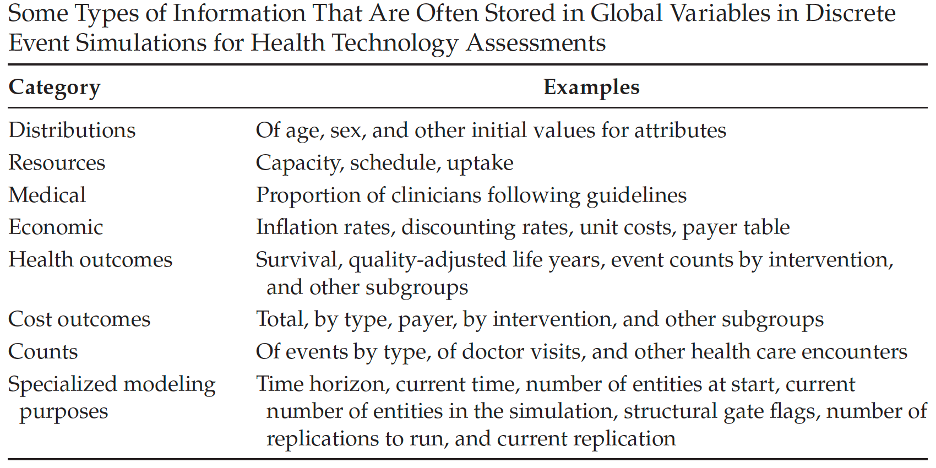 Some Types of Information That Are Often Stored in Global Variables in Discrete
Event Simulations for Health Technology Assessments
Category Examples
Distributions Of age, sex, and other initial values for attributes
Resources Capacity, schedule, uptake
Medical Proportion of clinicians following guidelines
Economic Inflation rates, discounting rates, unit costs, payer table
Health outcomes Survival, quality-adjusted life years, event counts by intervention,
and other subgroups
Cost outcomes Total, by type, payer, by intervention, and other subgroups
Counts Of events by type, of doctor visits, and other health care encounters
Specialized modeling Time horizon, current time, number of entities at start, current
purposes number of entities in the simulation, structural gate flags, number of
replications to run, and current replication